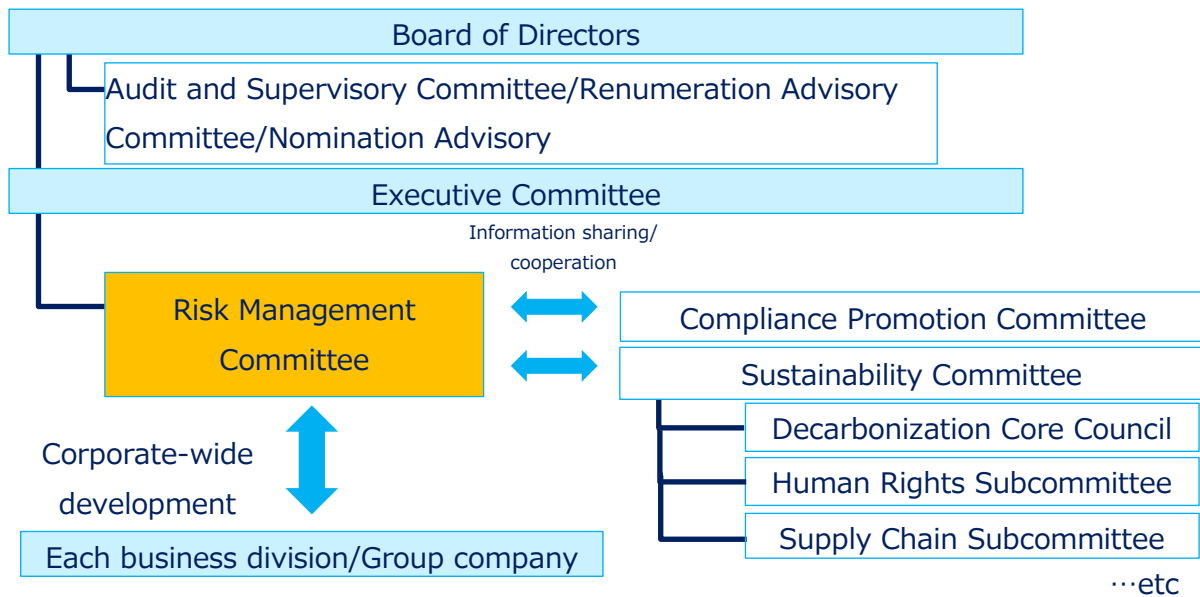 Board of Directors
Audit and Supervisory Committee/Renumeration Advisory
Committee/Nomination Advisory
Executive Committee
Information sharing/
cooperation
Risk Management
Committee
Compliance Promotion Committee
Sustainability Committee
Decarbonization Core Council
Human Rights Subcommittee
Supply Chain Subcommittee
…etc
Corporate-wide
development
Each business division/Group company